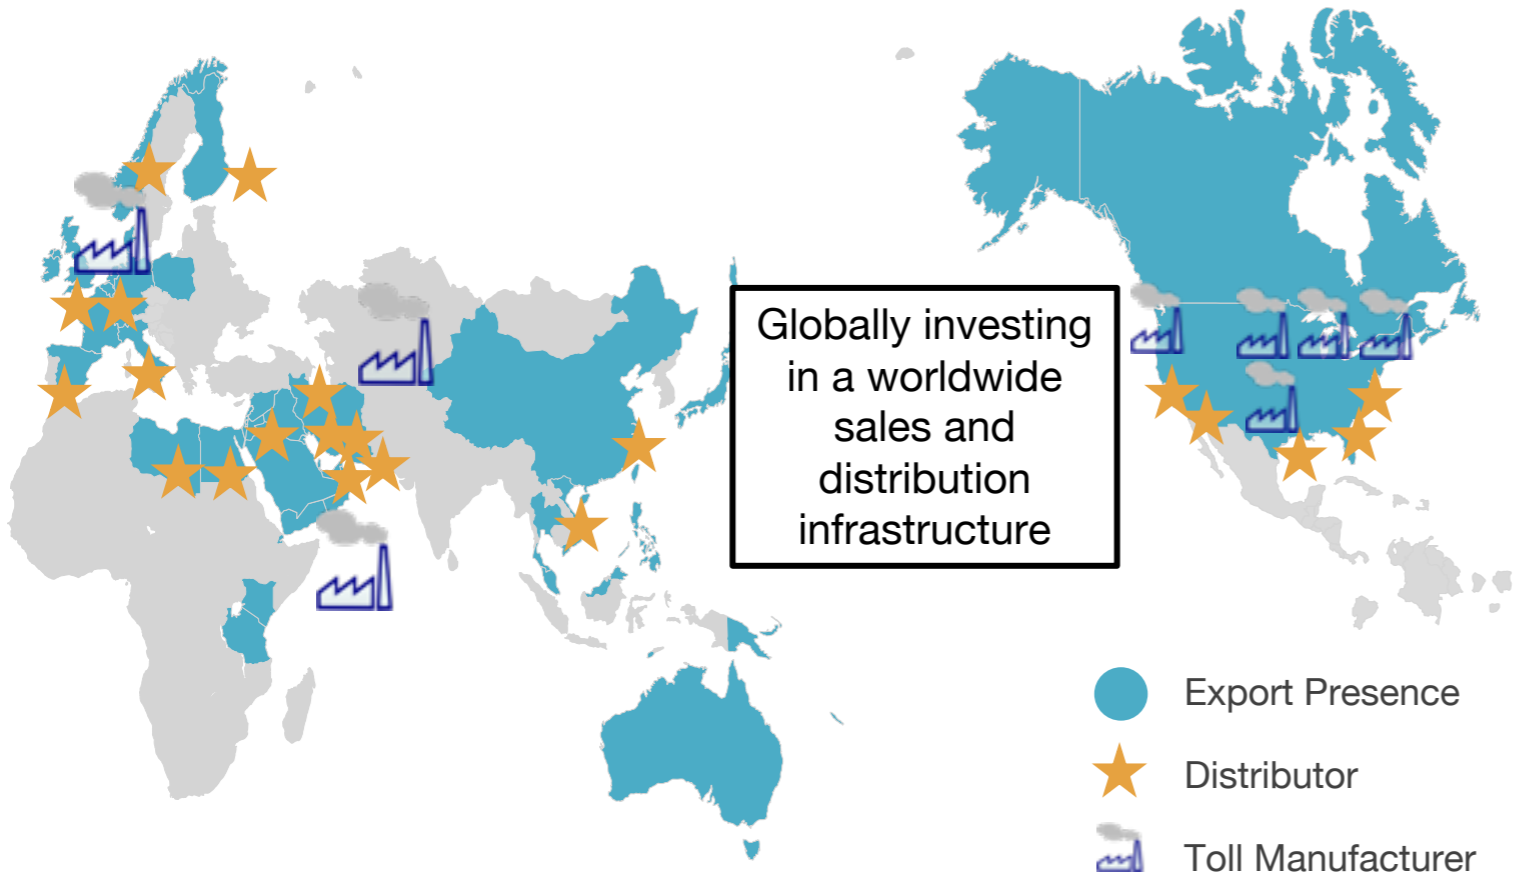 Globally investing
in a worldwide
sales and
distribution
infrastructure
Export Presence
Distributor
Toll Manufacturer